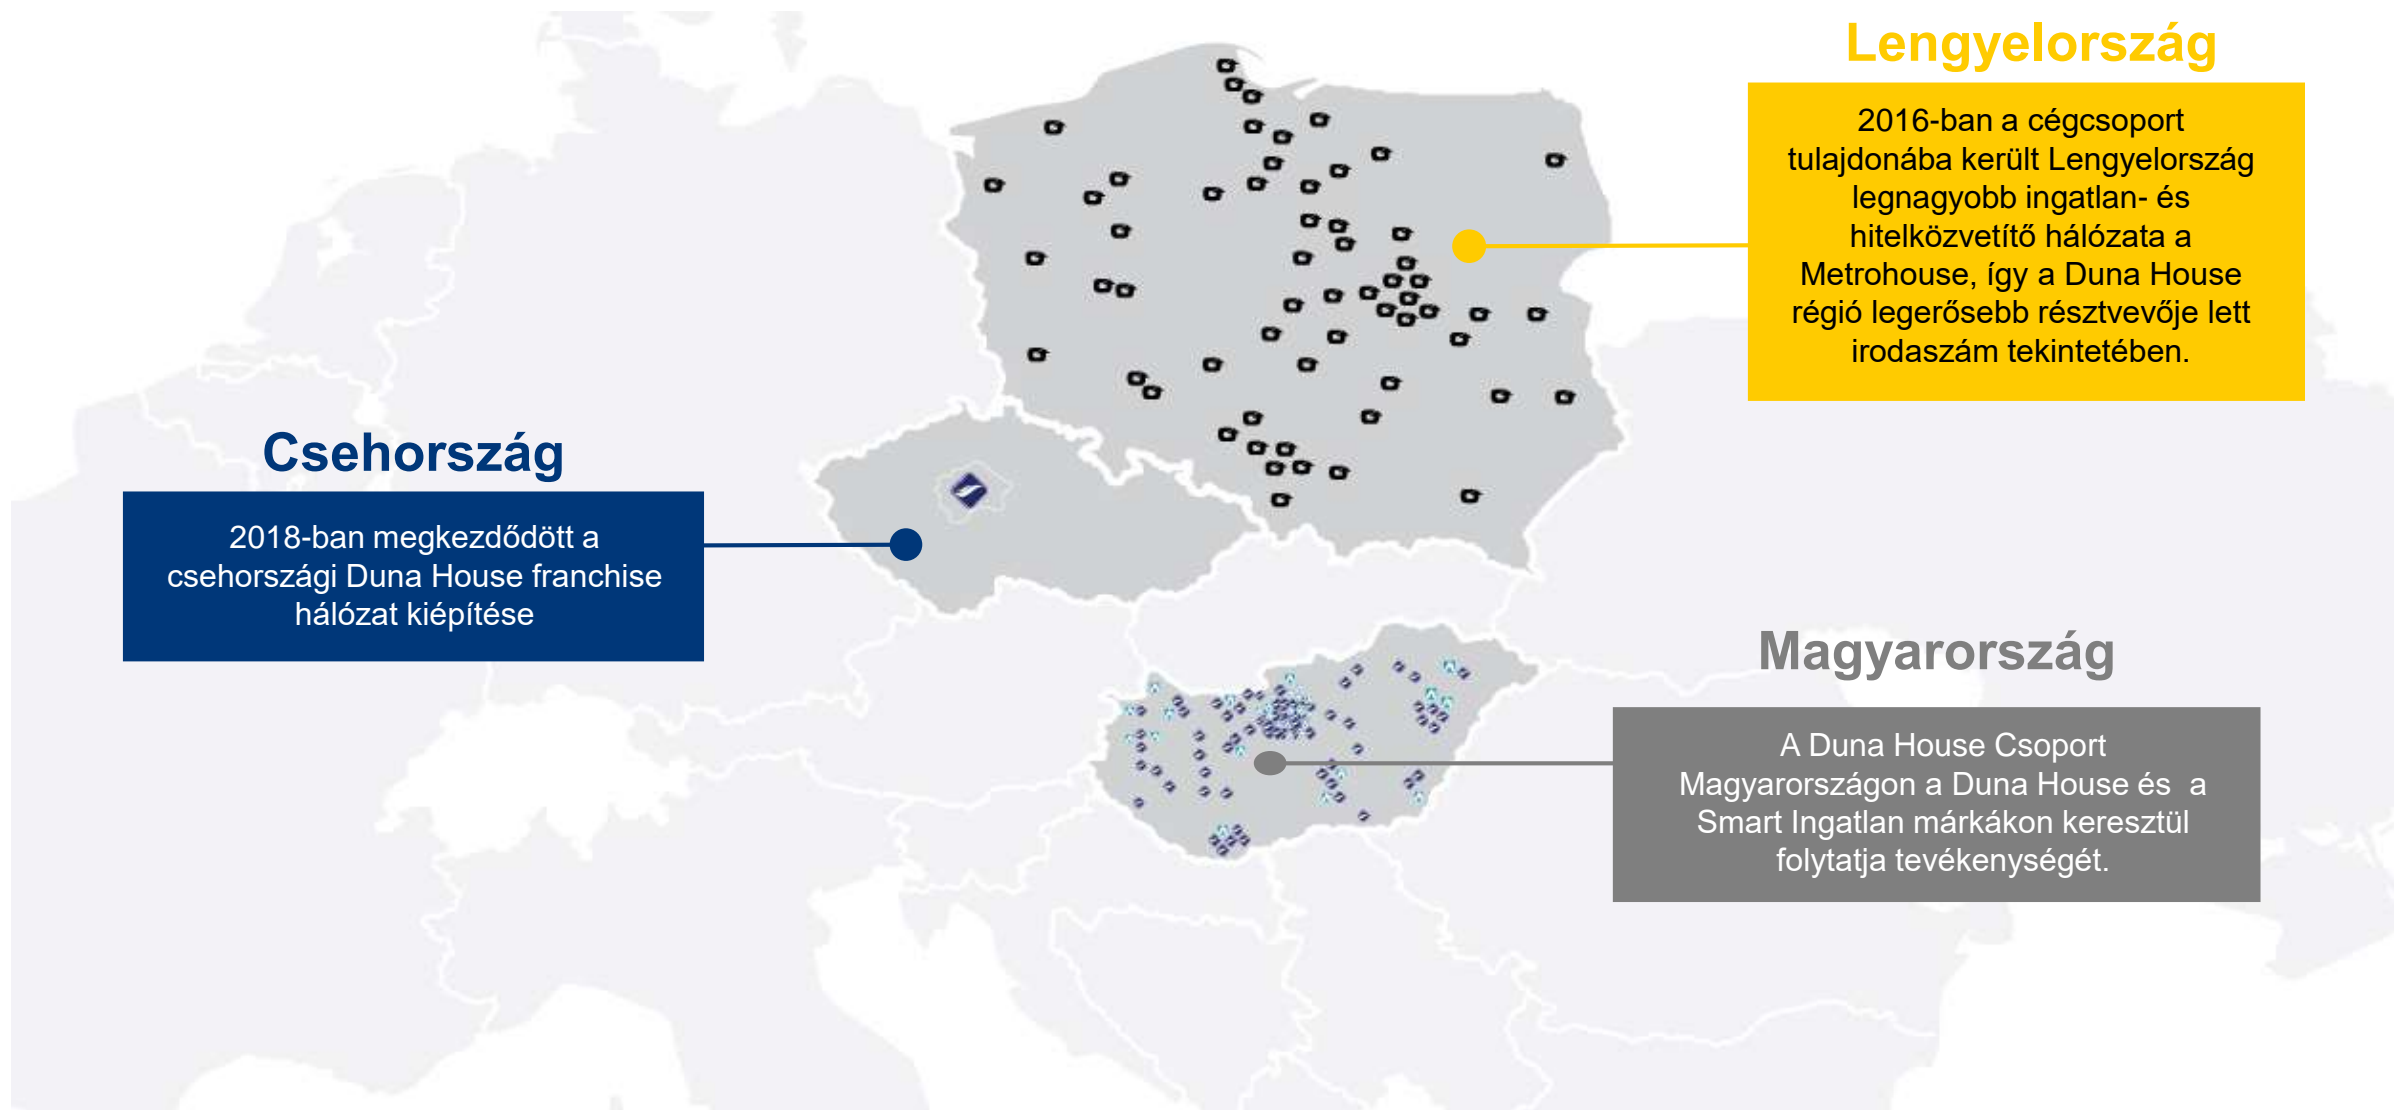 Lengyelország
2016-ban a cégcsoport
tulajdonába került Lengyelország
legnagyobb ingatlan- és
hitelközvetítő hálózata a
Metrohouse, így a Duna House
régió legerősebb résztvevője lett
irodaszám tekintetében.
Csehország
2018-ban megkezdődött a
csehországi Duna House franchise
hálózat kiépítése
Magyarország
A Duna House Csoport
Magyarországon a Duna House és  a
Smart Ingatlan márkákon keresztül
folytatja tevékenységét.